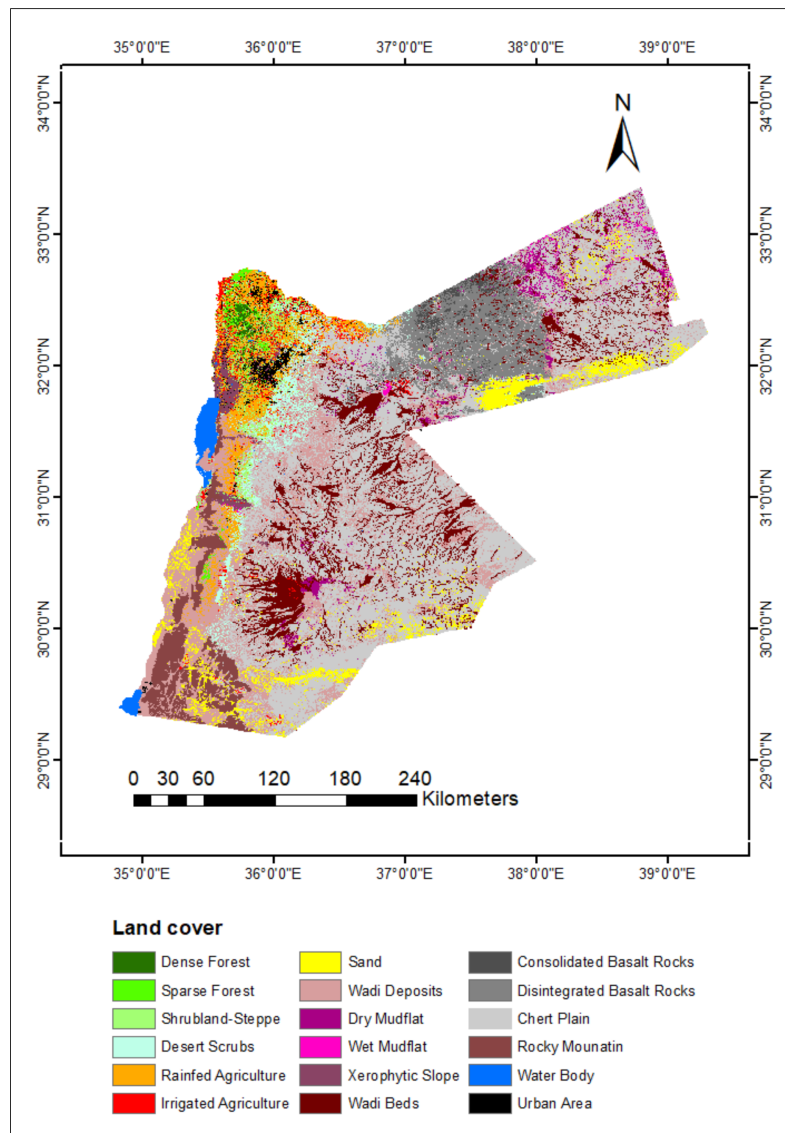 35°0'0"E 36°0'0"E 37°0'0"E 38°0'0"E 39°0'0"E
34°0'0"N 34°0'0"N
N
33°0'0"N 33°0'0"N
32°0'0"N 32°0'0"N
31°0'0"N 31°0'0"N
30°0'0"N 30°0'0"N
29°0'0"N 29°0'0"N
0 30 60 120 180 240
Kilometers
35°0'0"E 36°0'0"E 37°0'0"E 38°0'0"E 39°0'0"E
Land cover
Dense Forest Sand Consolidated Basalt Rocks
Sparse Forest Wadi Deposits Disintegrated Basalt Rocks
Shrubland-Steppe Dry Mudflat Chert Plain
Desert Scrubs Wet Mudflat Rocky Mounatin
Rainfed Agriculture Xerophytic Slope Water Body
Irrigated Agriculture Wadi Beds Urban Area